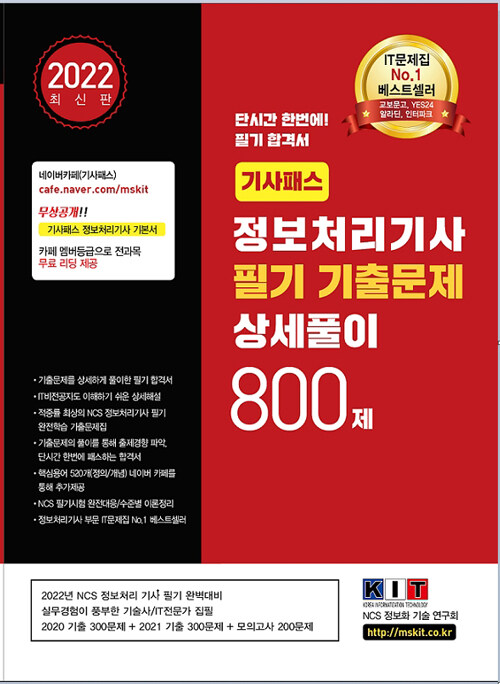 2022
최 신 판
IT문제집
No.1
베스트셀러
교보문고, YES24
알라딘, 인터파크
단시간 한번에!
필기 합격서
네이버카페(기사패스)
cafe.naver.com/mskit
무상공개!!
기사패스 정보처리기사 기본서
카페 멤버등급으로 전과목
무료 리딩 제공
기사패스
정보처리기사
필기 기출문제
상세풀이
800제
• 기출문제를 상세하게 풀이한 필기 합격서
• IT비전공자도 이해하기 쉬운 상세해설
• 적중률 최상의 NCS 정보처리기사 필기
완전학습 기출문제집
• 기출문제의 풀이를 통해 출제경향 파악,
단시간 한번에 패스하는 합격서
• 핵심용어 520개(정의/개념) 네이버 카페를
통해 추가제공
• NCS 필기시험 완전대응/수준별 이론정리
• 정보처리기사 부문 IT문제집 No.1 베스트셀러
2022년 NCS 정보처리 기사 필기 완벽대비
실무경험이 풍부한 기술사/IT전문가 집필
2020 기출 300문제 + 2021 기출 300문제 + 모의고사 200문제
KIT
KOREA INFORMATIZATION TECHNOLOGY
NCS 정보화 기술 연구회
http://mskit.co.kr